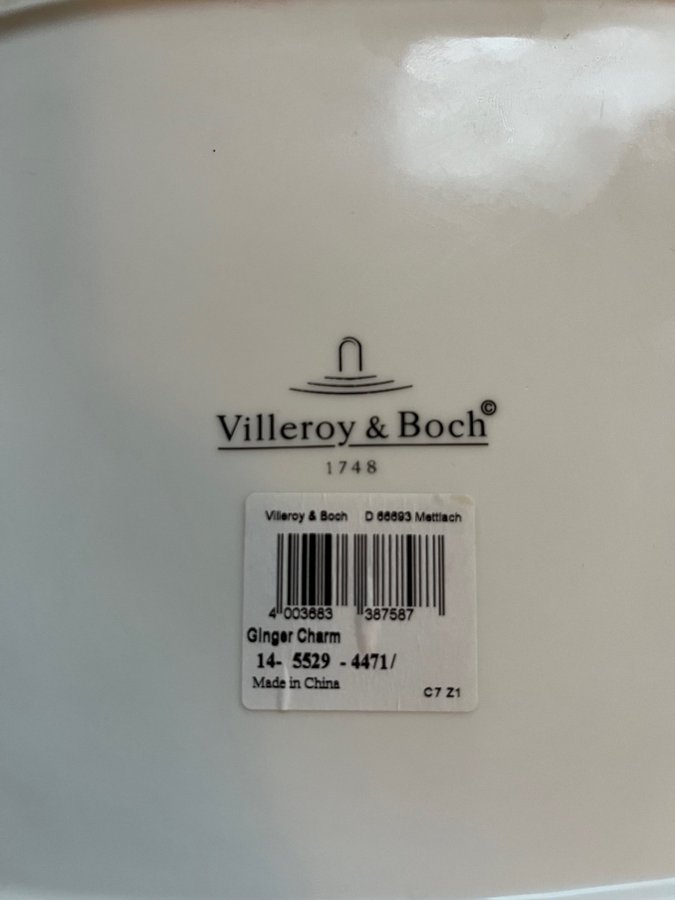 Villeroy & Boch©
1748
Villeroy & Boch D 66693 Mettlach
4 003683 387587
Ginger Charm
14- 5529 - 4471/
Made in China
C7 Z1